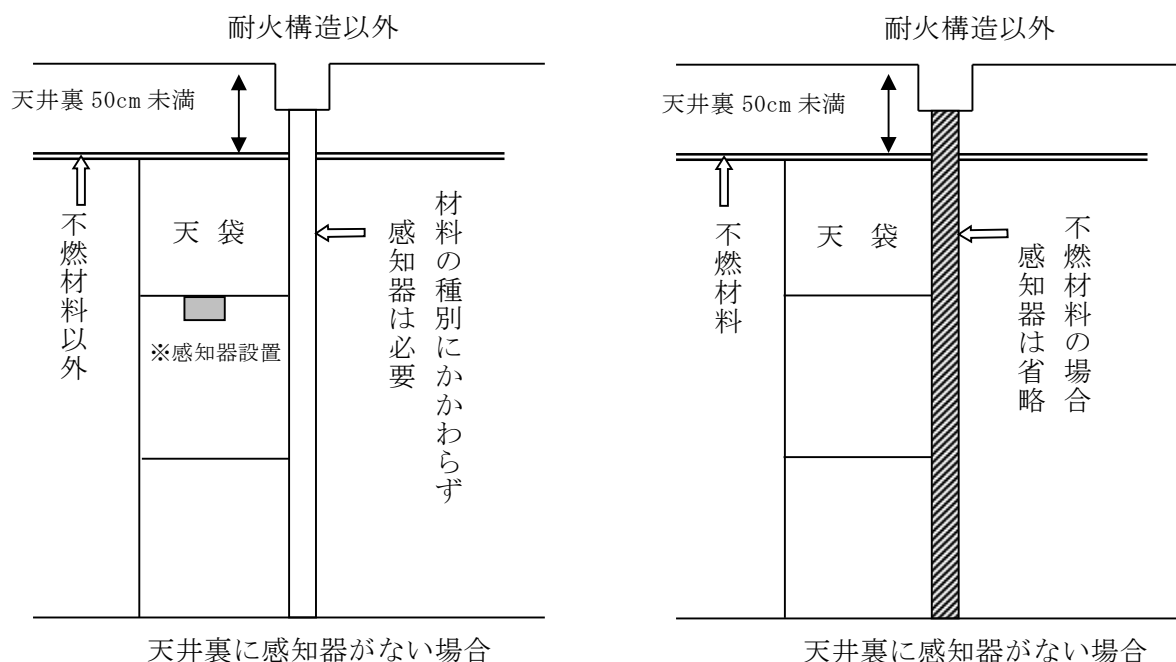 耐火構造以外
天井裏 50cm 未満
不燃材料以外
天 袋
※感知器設置
材料の種別にかかわらず
感知器は必要
天井裏に感知器がない場合
耐火構造以外
天井裏 50cm 未満
不燃材料
天 袋
不燃材料の場合
感知器は省略
天井裏に感知器がない場合